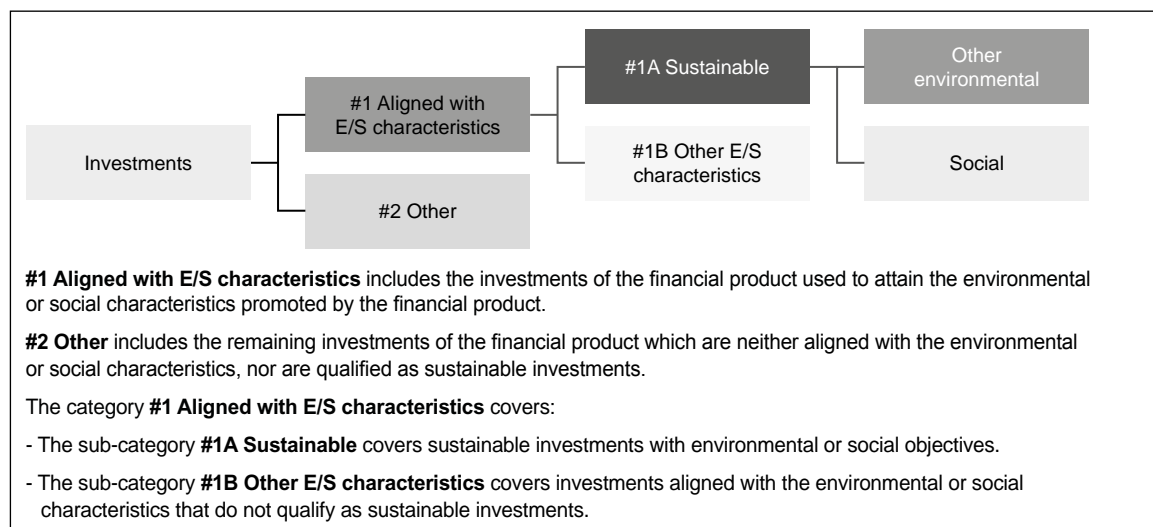 Investments
#1 Aligned with
E/S characteristics
#2 Other
#1A Sustainable
#1B Other E/S
characteristics
Other
environmental
Social
#1 Aligned with E/S characteristics includes the investments of the financial product used to attain the environmental
or social characteristics promoted by the financial product.
#2 Other includes the remaining investments of the financial product which are neither aligned with the environmental
or social characteristics, nor are qualified as sustainable investments.
The category #1 Aligned with E/S characteristics covers:
- The sub-category #1A Sustainable covers sustainable investments with environmental or social objectives.
- The sub-category #1B Other E/S characteristics covers investments aligned with the environmental or social
characteristics that do not qualify as sustainable investments.